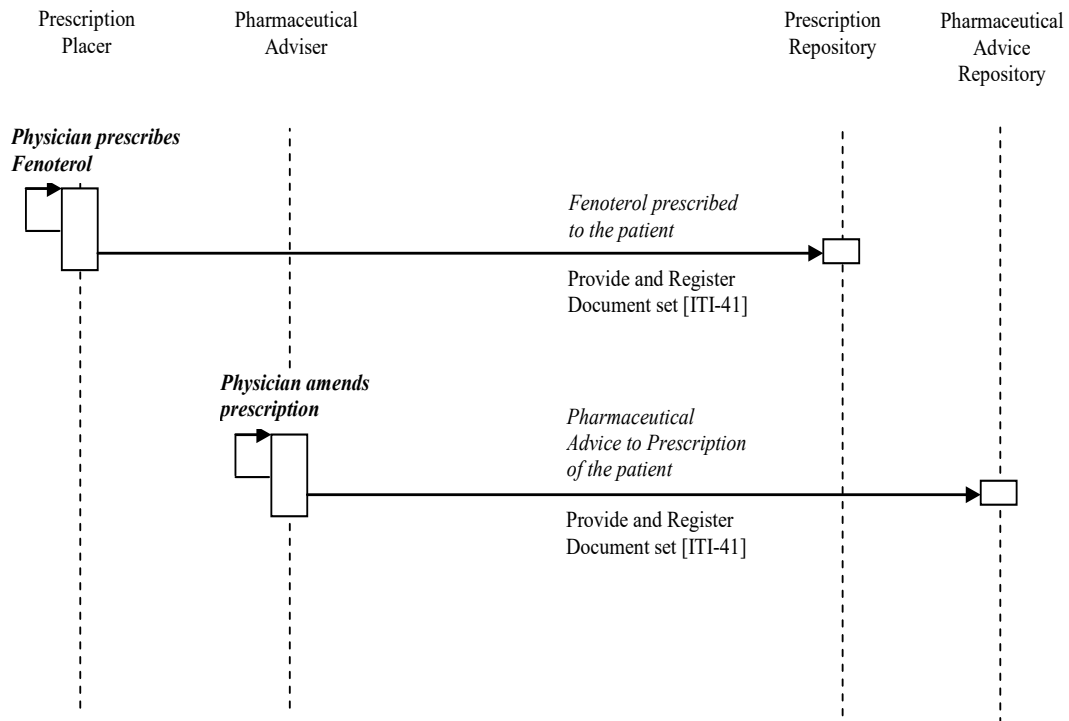 Prescription
Placer
Pharmaceutical
Adviser
Prescription
Repository
Pharmaceutical
Advice
Repository
Physician prescribes
Fenoterol
Fenoterol prescribed
to the patient
Provide and Register
Document set [ITI-41]
Physician amends
prescription
Pharmaceutical
Advice to Prescription
of the patient
Provide and Register
Document set [ITI-41]